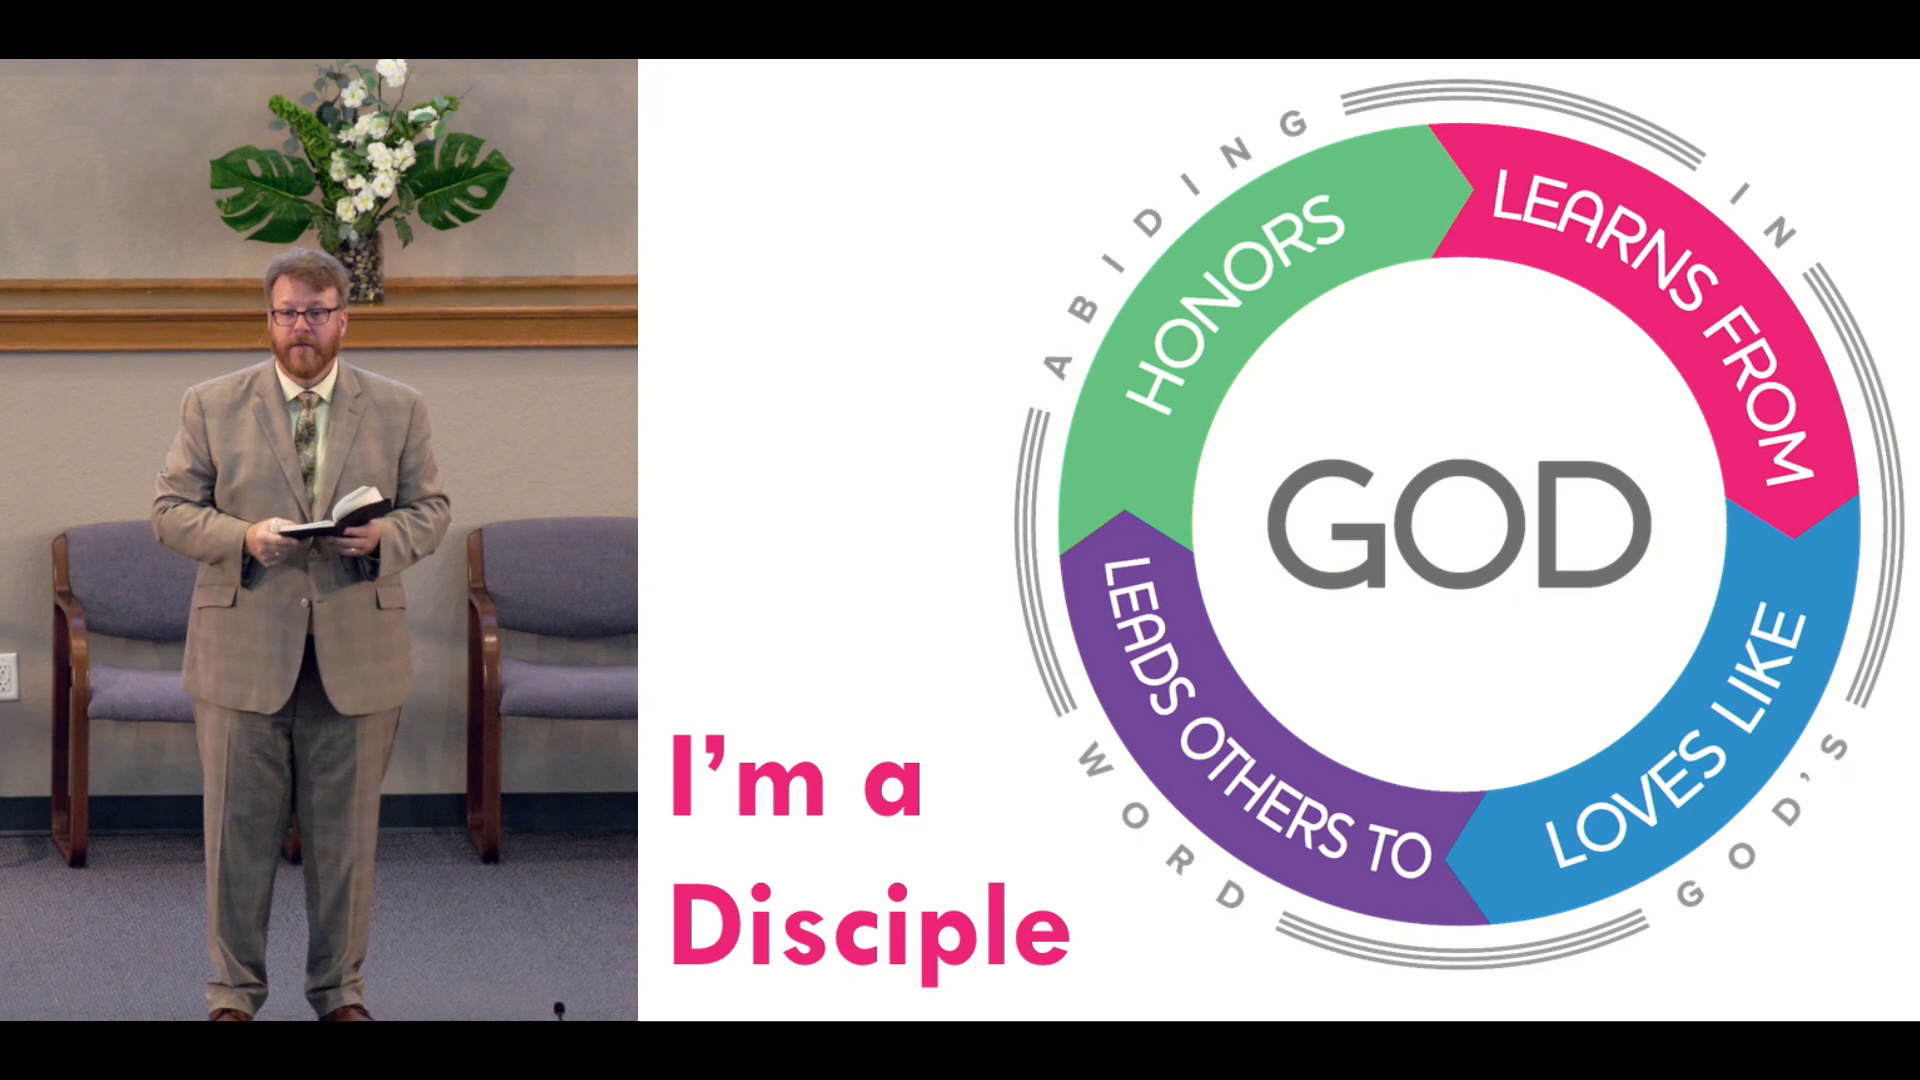 ABIDING IN GOD'S WORD
HONORS
LEARNS FROM
LOVES LIKE
LEADS OTHERS TO
GOD
I'm a
Disciple